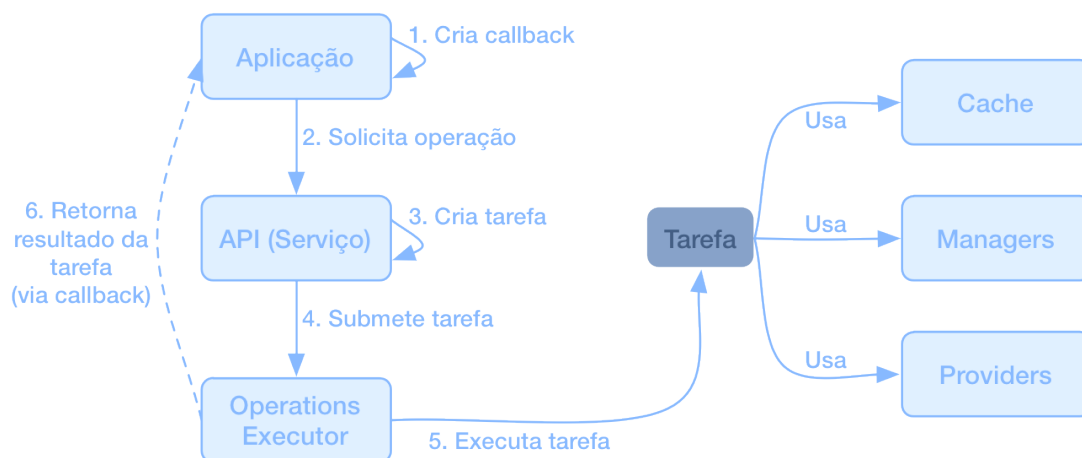 Aplicação
1. Cria callback
2. Solicita operação
API (Serviço)
3. Cria tarefa
4. Submete tarefa
Operations
Executor
5. Executa tarefa
6. Retorna
resultado da
tarefa
(via callback)
Tarefa
Usa
Cache
Usa
Managers
Usa
Providers